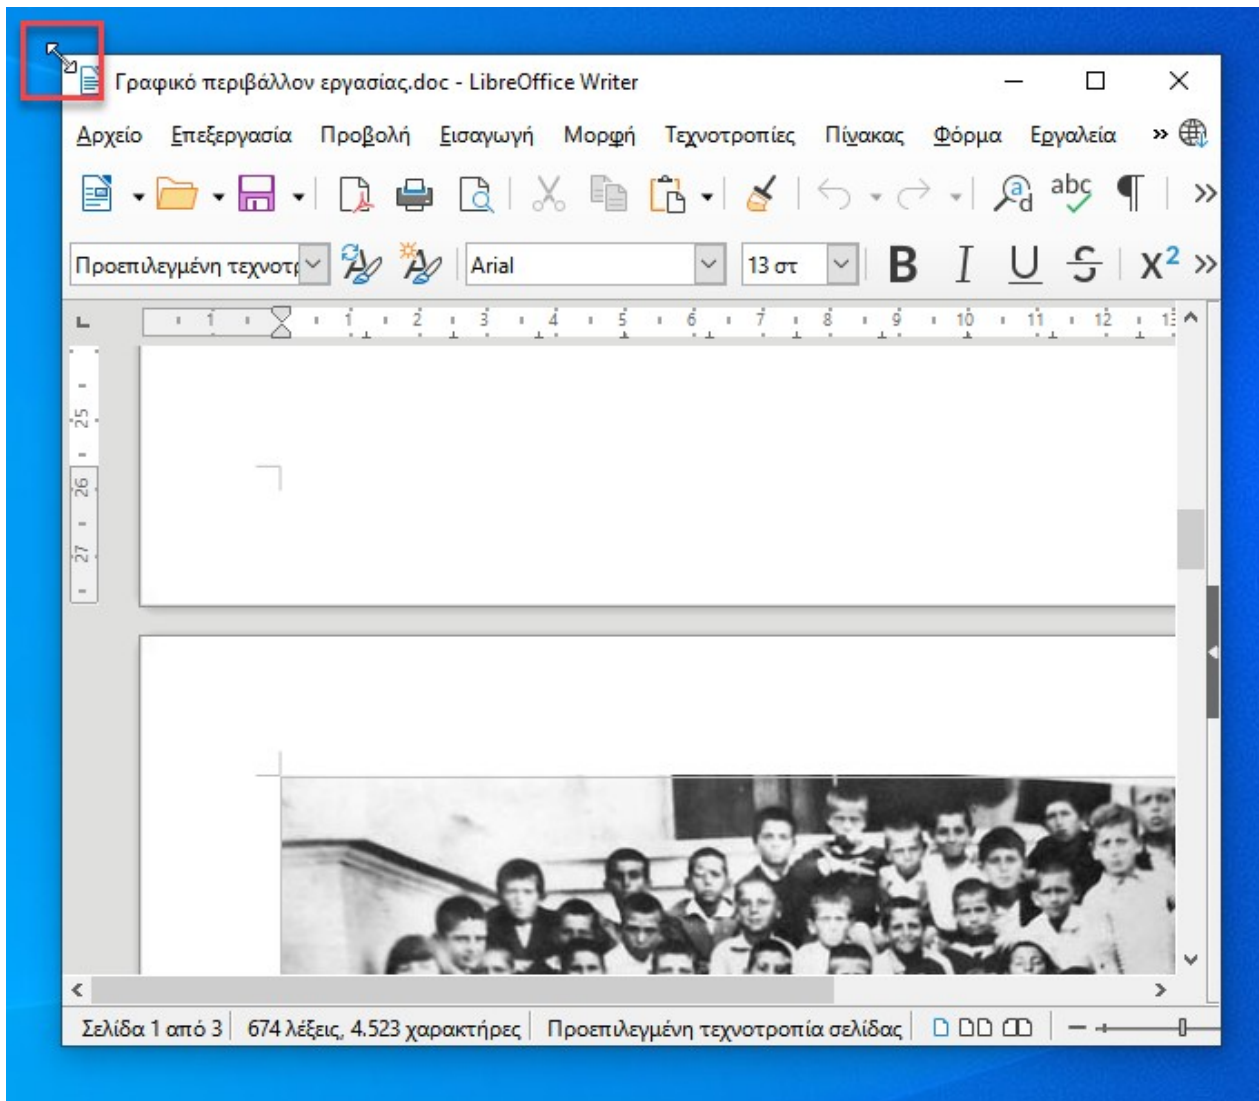 Γραφικό περιβάλλον εργασίας.doc - LibreOffice Writer
Αρχείο Επεξεργασία Προβολή Εισαγωγή Μορφή Τεχνοτροπίες Πίνακας Φόρμα Εργαλεία »
a d abc ¶ »
Προεπιλεγμένη τεχνοτρ Arial 13 στ B I U S X² »
1 1 2 3 4 5 6 7 8 9 10 11 12
25
26
27
Σελίδα 1 από 3 674 λέξεις, 4.523 χαρακτήρες Προεπιλεγμένη τεχνοτροπία σελίδας